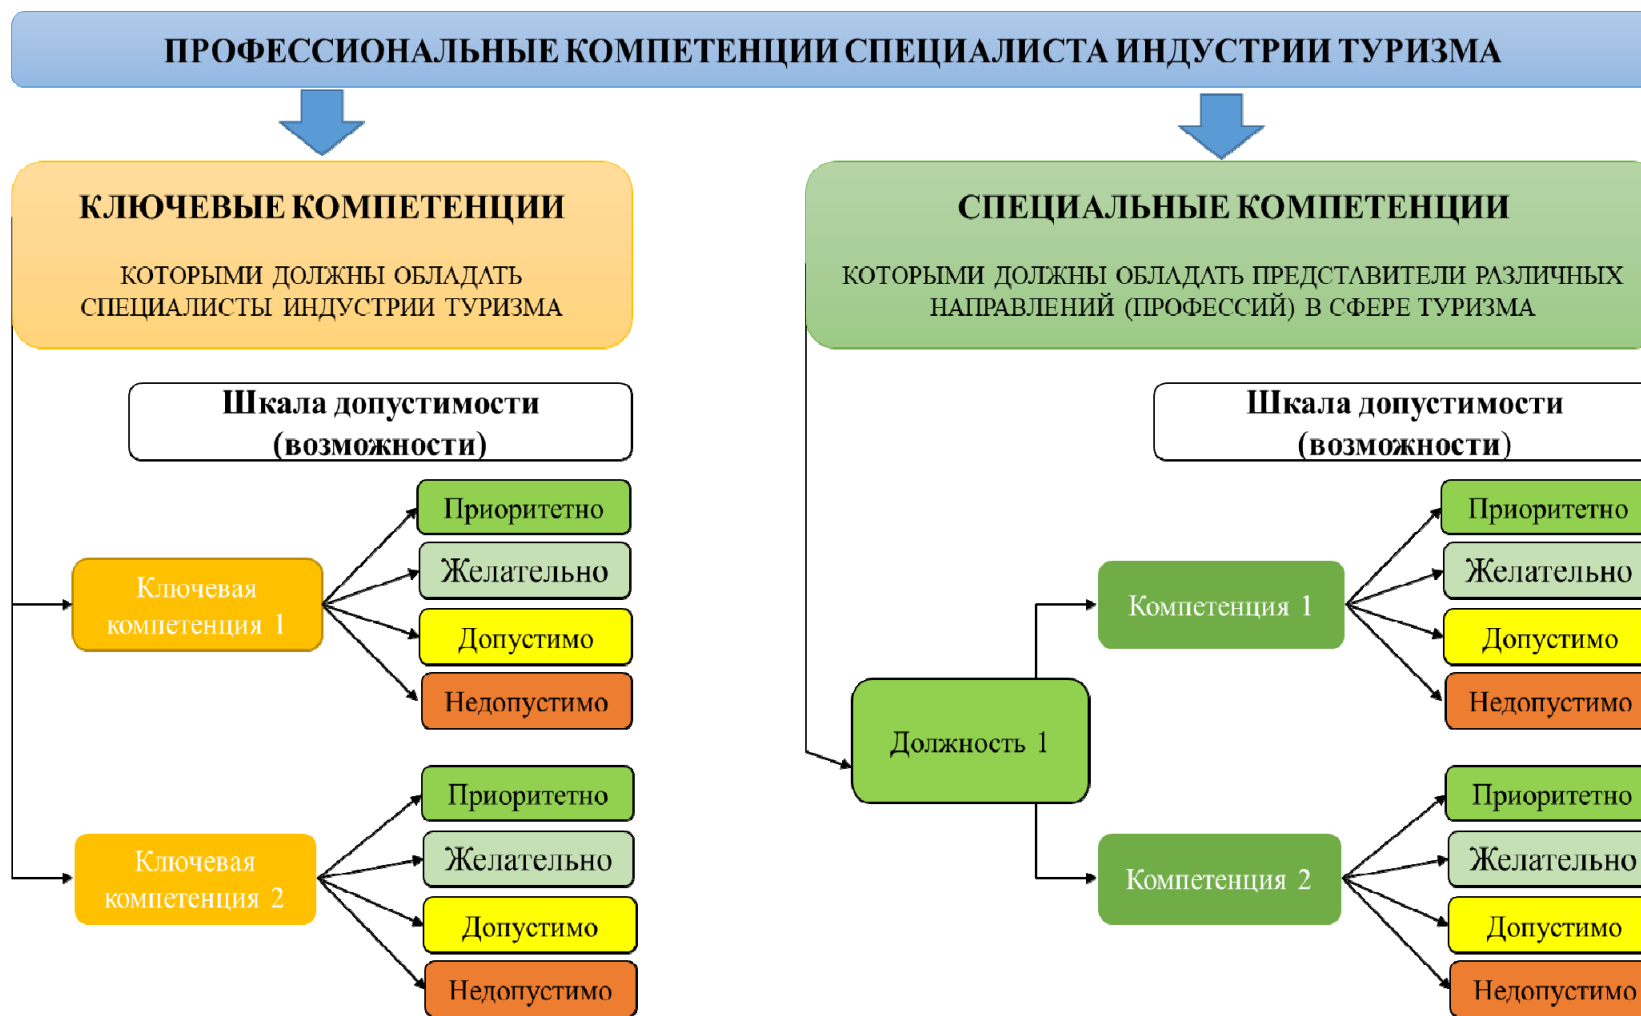 ПРОФЕССИОНАЛЬНЫЕ КОМПЕТЕНЦИИ СПЕЦИАЛИСТА ИНДУСТРИИ ТУРИЗМА
КЛЮЧЕВЫЕ КОМПЕТЕНЦИИ
КОТОРЫМИ ДОЛЖНЫ ОБЛАДАТЬ
СПЕЦИАЛИСТЫ ИНДУСТРИИ ТУРИЗМА
Шкала допустимости
(возможности)
Ключевая
компетенция 1
Приоритетно
Желательно
Допустимо
Недопустимо
Ключевая
компетенция 2
Приоритетно
Желательно
Допустимо
Недопустимо
СПЕЦИАЛЬНЫЕ КОМПЕТЕНЦИИ
КОТОРЫМИ ДОЛЖНЫ ОБЛАДАТЬ ПРЕДСТАВИТЕЛИ РАЗЛИЧНЫХ
НАПРАВЛЕНИЙ (ПРОФЕССИЙ) В СФЕРЕ ТУРИЗМА
Шкала допустимости
(возможности)
Должность 1
Компетенция 1
Приоритетно
Желательно
Допустимо
Недопустимо
Компетенция 2
Приоритетно
Желательно
Допустимо
Недопустимо